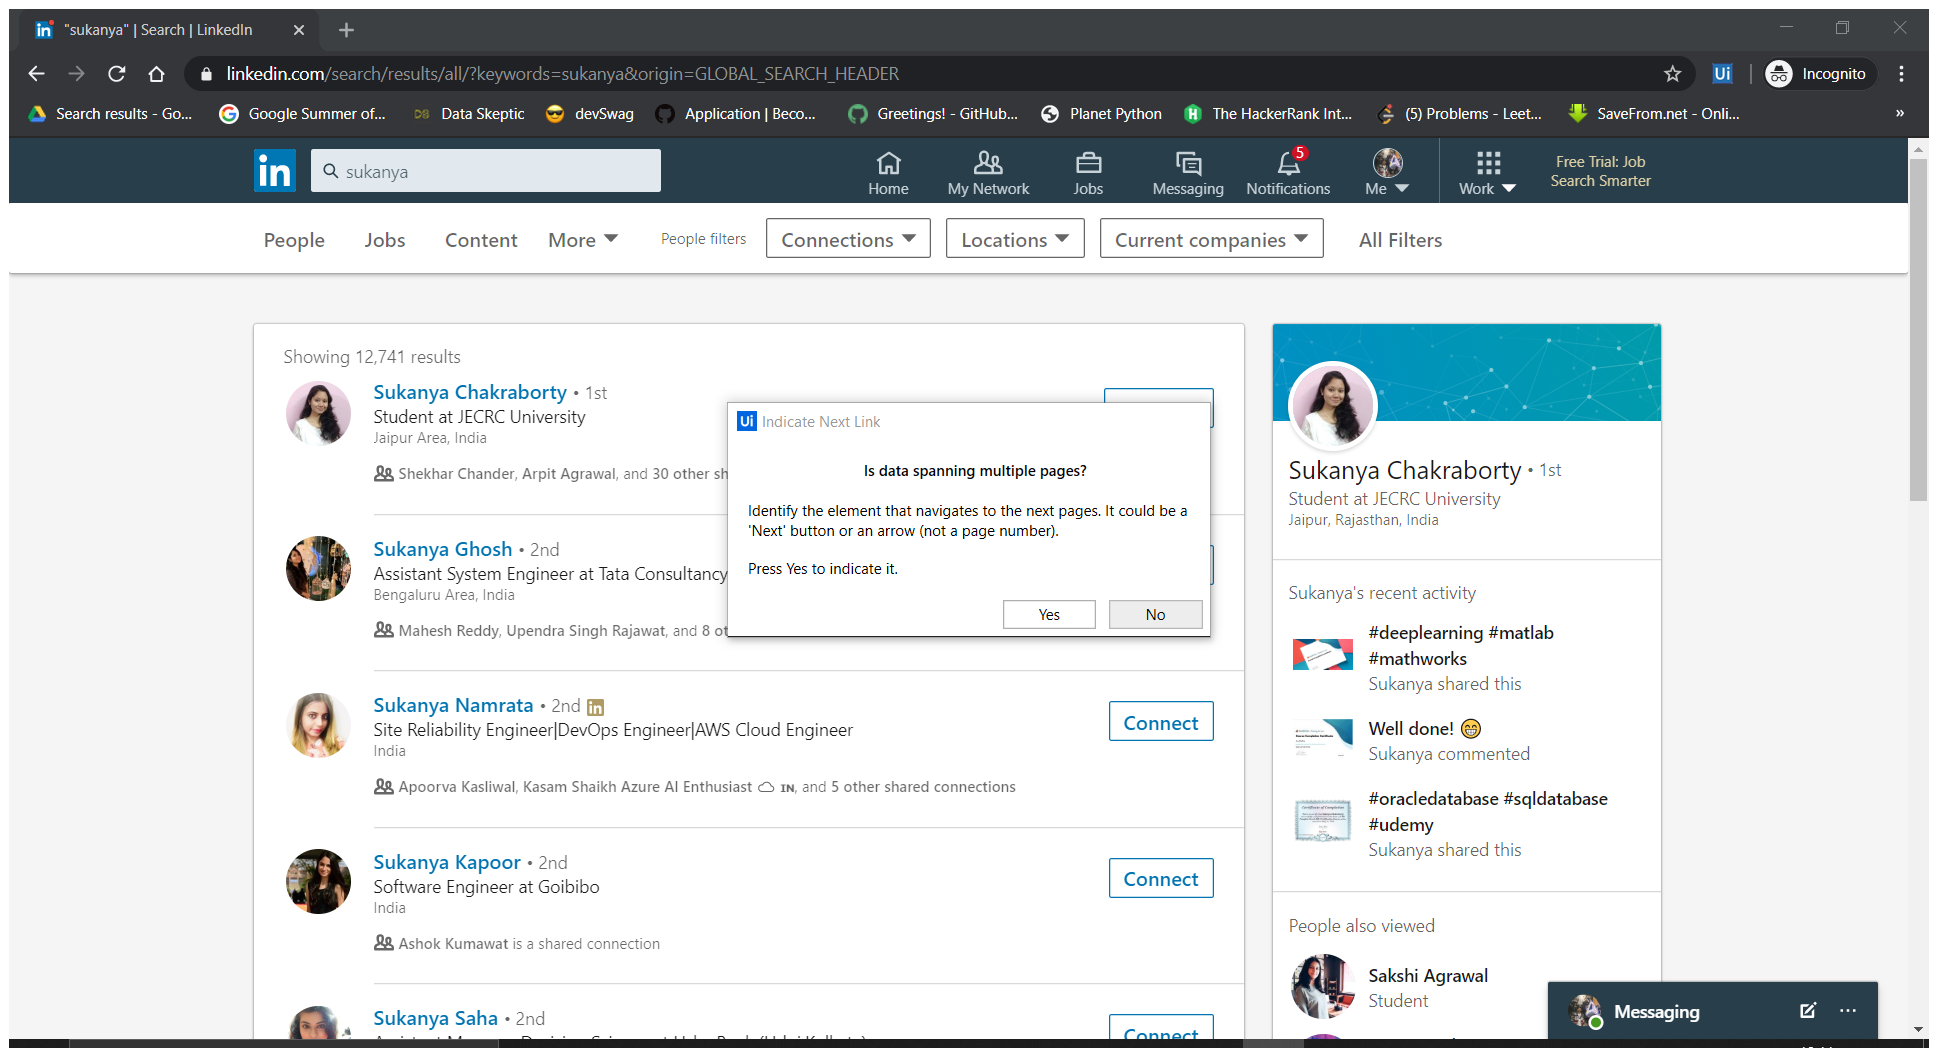 "sukanya" | Search | LinkedIn
linkedin.com/search/results/all/?keywords=sukanya&origin=GLOBAL_SEARCH_HEADER
Ui
Incognito
Search results - Go...
Google Summer of...
Data Skeptic
devSwag
Application | Beco...
Greetings! - GitHub...
Planet Python
The HackerRank Int...
(5) Problems - Leet...
SaveFrom.net - Onli...
»
in
sukanya
Home
My Network
Jobs
Messaging
5
Notifications
Me
Work
Free Trial: Job
Search Smarter
People
Jobs
Content
More
People filters
Connections
Locations
Current companies
All Filters
Showing 12,741 results
Sukanya Chakraborty • 1st
Student at JECRC University
Jaipur Area, India
Shekhar Chander, Arpit Agrawal, and 30 other sh
Sukanya Ghosh • 2nd
Assistant System Engineer at Tata Consultancy
Bengaluru Area, India
Mahesh Reddy, Upendra Singh Rajawat, and 8 ot
Sukanya Namrata • 2nd in
Site Reliability Engineer|DevOps Engineer|AWS Cloud Engineer
India
Apoorva Kasliwal, Kasam Shaikh Azure AI Enthusiast IN, and 5 other shared connections
Connect
Sukanya Kapoor • 2nd
Software Engineer at Goibibo
India
Ashok Kumawat is a shared connection
Connect
Sukanya Saha • 2nd
Connect
Ui Indicate Next Link
Is data spanning multiple pages?
Identify the element that navigates to the next pages. It could be a
'Next' button or an arrow (not a page number).
Press Yes to indicate it.
Yes
No
Sukanya Chakraborty • 1st
Student at JECRC University
Jaipur, Rajasthan, India
Sukanya's recent activity
#deeplearning #matlab
#mathworks
Sukanya shared this
Well done! 😁
Sukanya commented
#oracledatabase #sqldatabase
#udemy
Sukanya shared this
People also viewed
Sakshi Agrawal
Student
Messaging